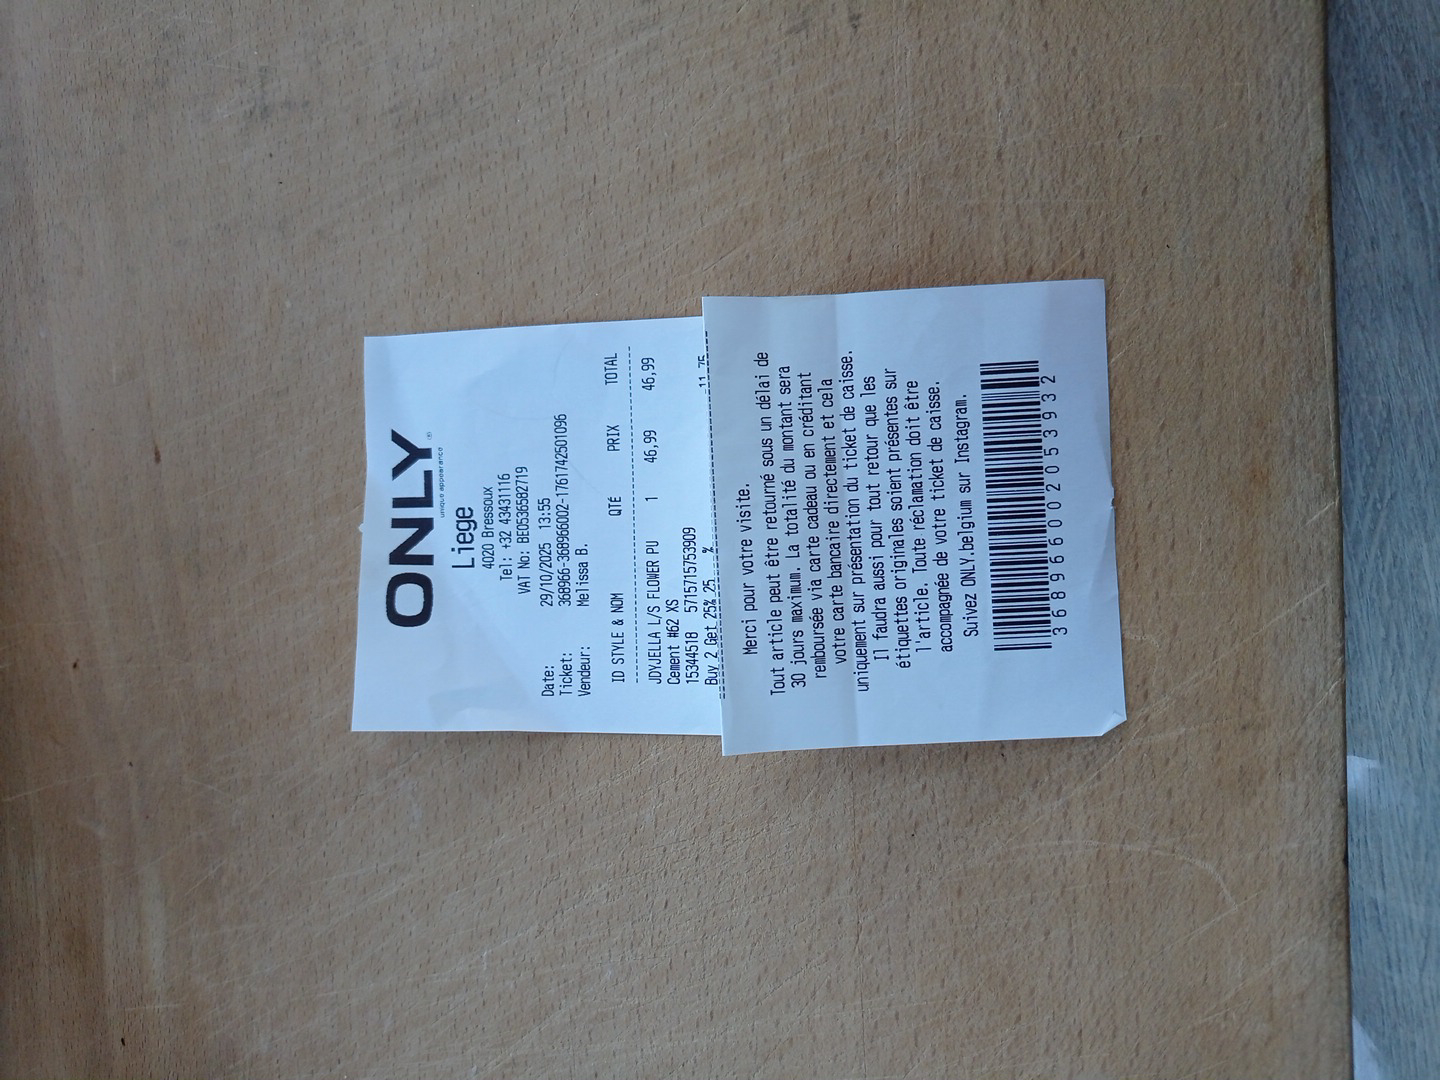 ONLY
unique appearance
Liege
4020 Bressoux
Tel: +32 43431116
VAT No: BE0536582719
Date: 29/10/2025 13:55
Ticket: 368966-368966002-1761742501096
Vendeur: Melissa B.
ID STYLE & NOM QTÉ PRIX TOTAL
JDYJELLA L/S FLOWER PU 1 46,99 46,99
Cement #62 XS
15344518 5715715753909
Buy 2 Get 25% 25 %
Merci pour votre visite.
Tout article peut être retourné sous un délai de
30 jours maximum. La totalité du montant sera
remboursée via carte cadeau ou en créditant
votre carte bancaire directement et cela
uniquement sur présentation du ticket de caisse.
Il faudra aussi pour tout retour que les
étiquettes originales soient présentes sur
l'article. Toute réclamation doit être
accompagnée de votre ticket de caisse.
Suivez ONLY.belgium sur Instagram.
3689660022053932